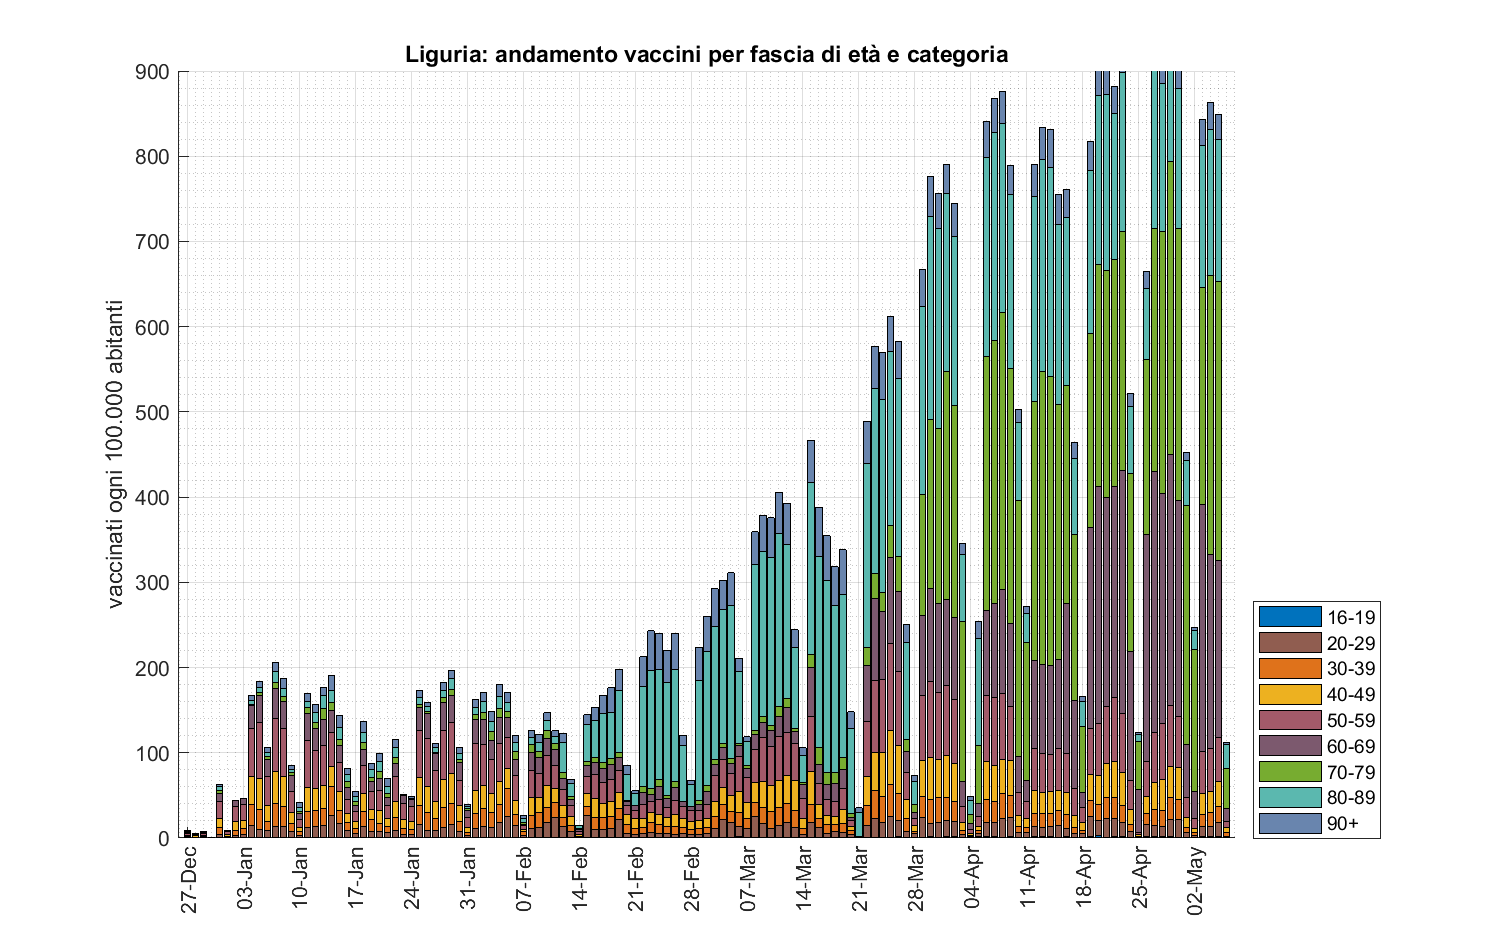 Liguria: andamento vaccini per fascia di età e categoria
vaccinati ogni 100.000 abitanti
900
800
700
600
500
400
300
200
100
0
27-Dec
03-Jan
10-Jan
17-Jan
24-Jan
31-Jan
07-Feb
14-Feb
21-Feb
28-Feb
07-Mar
14-Mar
21-Mar
28-Mar
04-Apr
11-Apr
18-Apr
25-Apr
02-May
16-19
20-29
30-39
40-49
50-59
60-69
70-79
80-89
90+